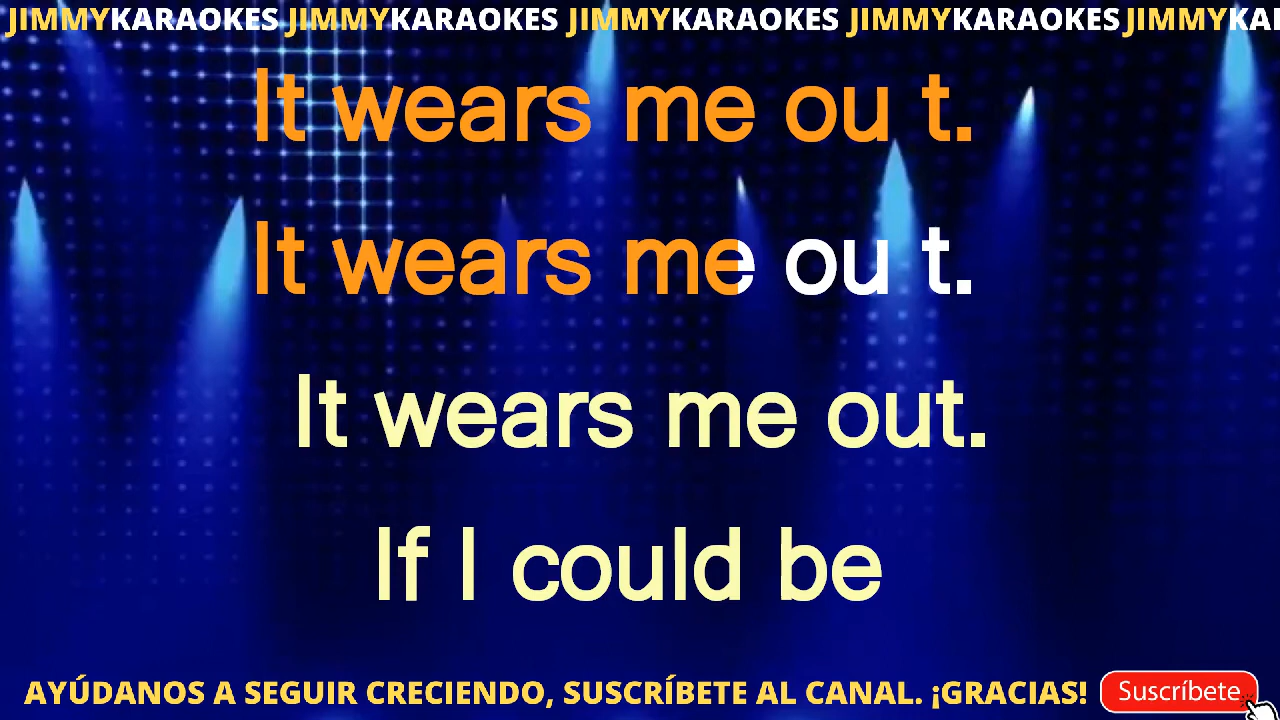 JIMMYKARAOKES JIMMYKARAOKES JIMMYKARAOKES JIMMYKARAOKES JIMMYKA
It wears me ou t.
It wears me ou t.
It wears me out.
If I could be
AYÚDANOS A SEGUIR CRECIENDO, SUSCRÍBETE AL CANAL. ¡GRACIAS! Suscríbete